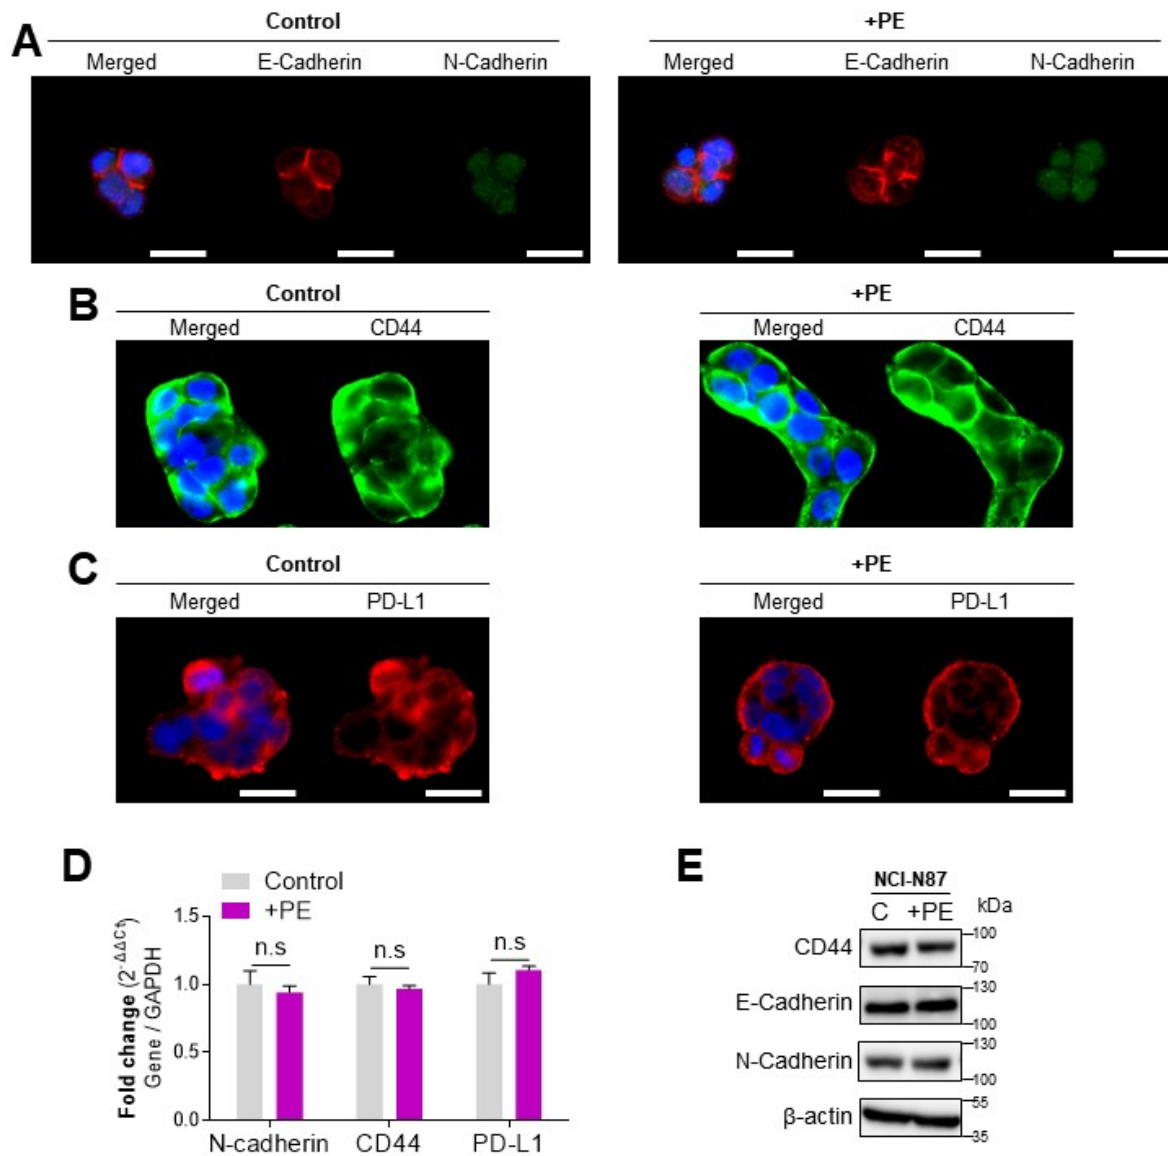 A
Control
+PE
Merged E-Cadherin N-Cadherin
Merged E-Cadherin N-Cadherin
B
Control
+PE
Merged CD44
Merged CD44
C
Control
+PE
Merged PD-L1
Merged PD-L1
D
Control
+PE
Fold change (2^-ΔΔCt)
Gene / GAPDH
1.5
1.0
0.5
0.0
n.s
n.s
n.s
N-cadherin CD44 PD-L1
E
NCI-N87
C +PE kDa
CD44
100
70
E-Cadherin
130
100
N-Cadherin
130
100
β-actin
55
35